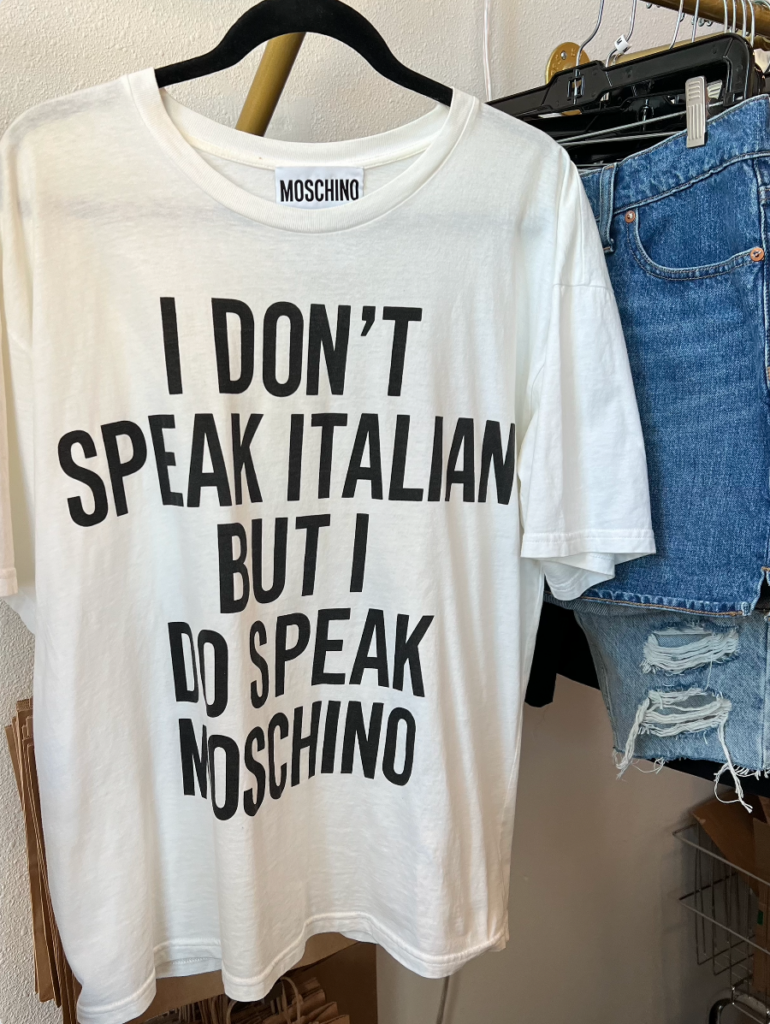 MOSCHINO
I DON'T
SPEAK ITALIAN
BUT I
DO SPEAK
MOSCHINO